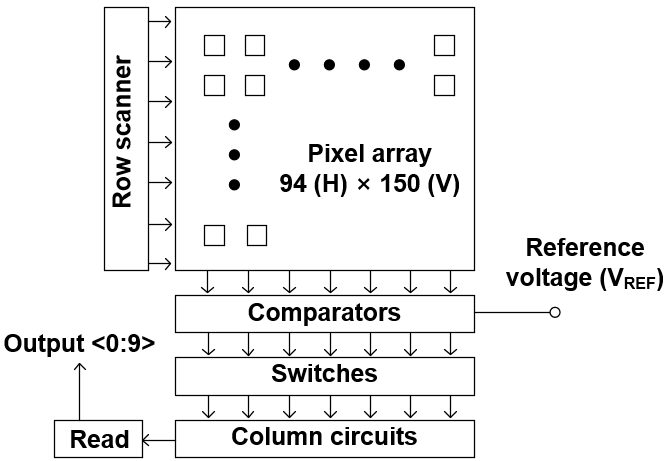 Row scanner
Pixel array
94 (H) × 150 (V)
Reference
voltage (VREF)
Comparators
Output <0:9>
Switches
Read
Column circuits